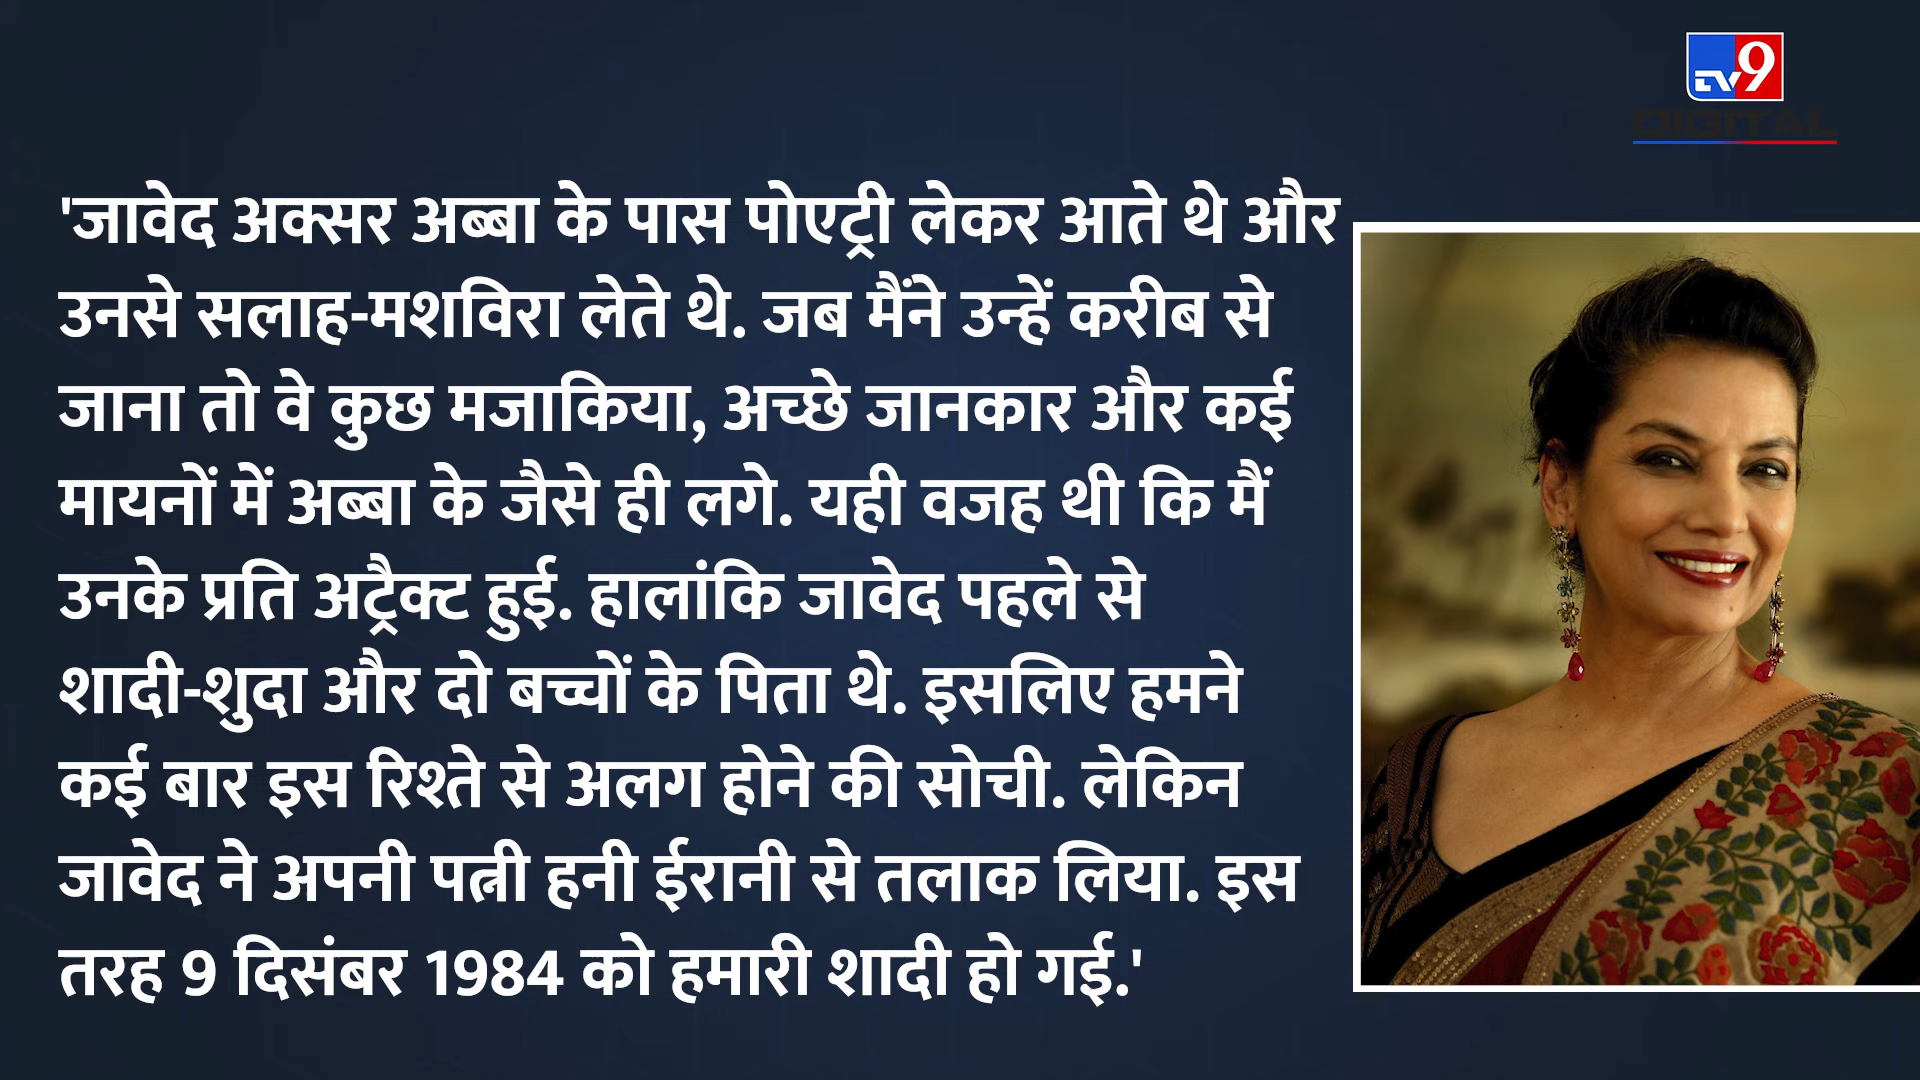 TV9
DIGITAL
'जावेद अक्सर अब्बा के पास पोएट्री लेकर आते थे और
उनसे सलाह-मशविरा लेते थे. जब मैंने उन्हें करीब से
जाना तो वे कुछ मजाकिया, अच्छे जानकार और कई
मायनों में अब्बा के जैसे ही लगे. यही वजह थी कि मैं
उनके प्रति अट्रैक्ट हुई. हालांकि जावेद पहले से
शादी-शुदा और दो बच्चों के पिता थे. इसलिए हमने
कई बार इस रिश्ते से अलग होने की सोची. लेकिन
जावेद ने अपनी पत्नी हनी ईरानी से तलाक लिया. इस
तरह 9 दिसंबर 1984 को हमारी शादी हो गई.'